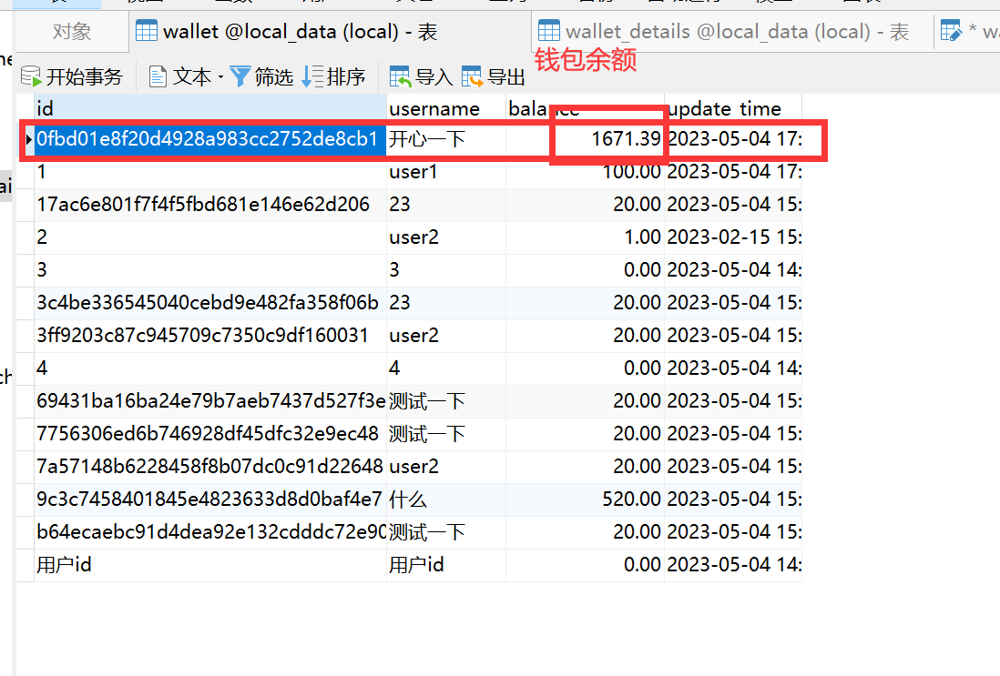 对象 wallet @local_data (local) - 表 wallet_details @local_data (local) - 表 * wa
钱包余额
开始事务 文本 筛选 排序 导入 导出
id username balance update_time
0fbd01e8f20d4928a983cc2752de8cb1 开心一下 1671.39 2023-05-04 17:
1 user1 100.00 2023-05-04 17:
17ac6e801f7f4f5fbd681e146e62d206 23 20.00 2023-05-04 15:
2 user2 1.00 2023-02-15 15:
3 3 0.00 2023-05-04 14:
3c4be336545040cebd9e482fa358f06b 23 20.00 2023-05-04 15:
3ff9203c87c945709c7350c9df160031 user2 20.00 2023-05-04 15:
4 4 0.00 2023-05-04 14:
69431ba16ba24e79b7aeb7437d527f3e 测试一下 20.00 2023-05-04 15:
7756306ed6b746928df45dfc32e9ec48 测试一下 20.00 2023-05-04 15:
7a57148b6228458f8b07dc0c91d22648 user2 20.00 2023-05-04 15:
9c3c7458401845e4823633d8d0baf4e7 什么 520.00 2023-05-04 15:
b64ecaebc91d4dea92e132cdddc72e90 测试一下 20.00 2023-05-04 15:
用户id 用户id 0.00 2023-05-04 14: